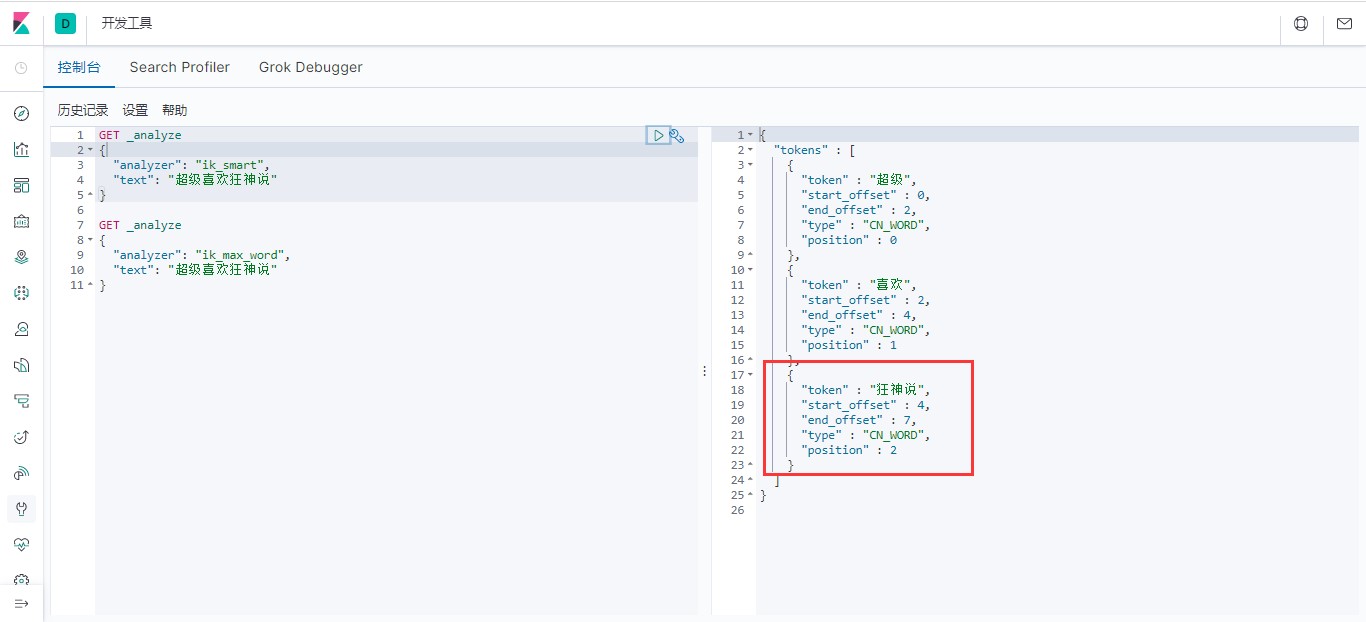 D 开发工具
控制台 Search Profiler Grok Debugger
历史记录 设置 帮助
1 GET _analyze
2 {
3 "analyzer": "ik_smart",
4 "text": "超级喜欢狂神说"
5 }
6
7 GET _analyze
8 {
9 "analyzer": "ik_max_word",
10 "text": "超级喜欢狂神说"
11 }
1 {
2 "tokens" : [
3 {
4 "token" : "超级",
5 "start_offset" : 0,
6 "end_offset" : 2,
7 "type" : "CN_WORD",
8 "position" : 0
9 },
10 {
11 "token" : "喜欢",
12 "start_offset" : 2,
13 "end_offset" : 4,
14 "type" : "CN_WORD",
15 "position" : 1
16 },
17 {
18 "token" : "狂神说",
19 "start_offset" : 4,
20 "end_offset" : 7,
21 "type" : "CN_WORD",
22 "position" : 2
23 }
24 ]
25 }
26